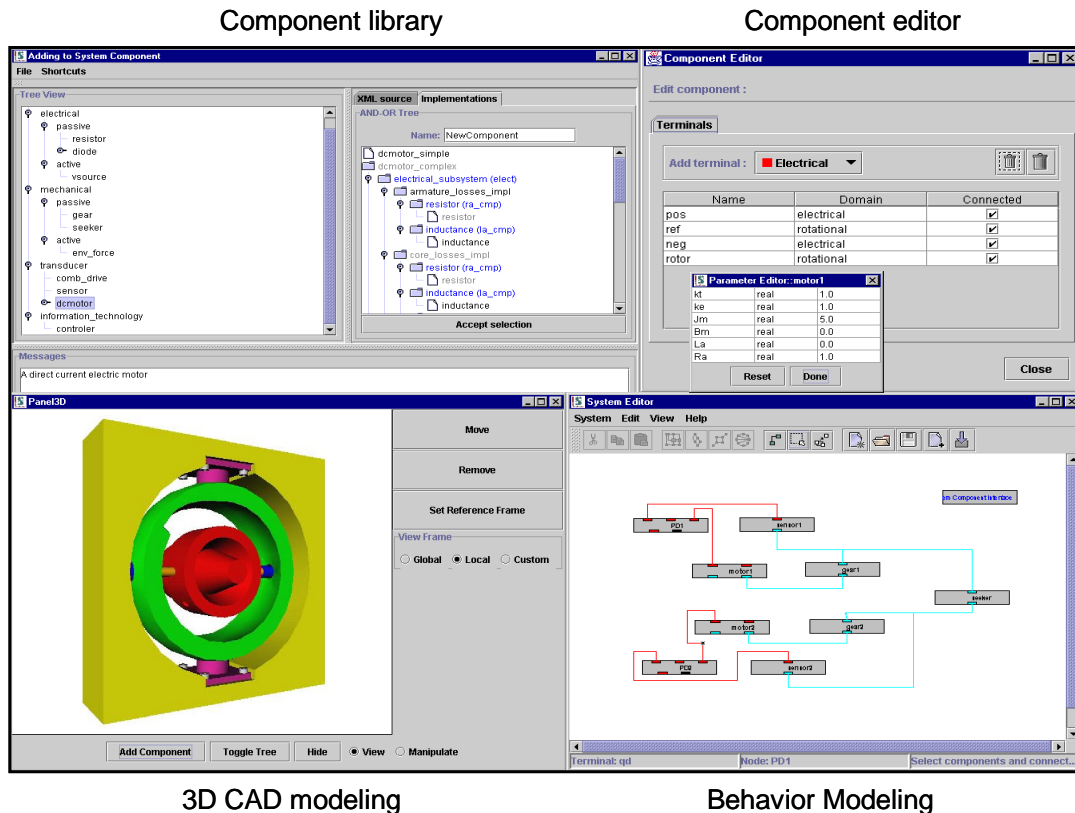 Component library
Component editor
Adding to System Component
File Shortcuts
Tree View
electrical
passive
resistor
diode
active
vsource
mechanical
passive
gear
seeker
active
env_force
transducer
comb_drive
sensor
dcmotor
information_technology
controler
XML source Implementations
AND-OR Tree
Name: NewComponent
dcmotor_simple
dcmotor_complex
electrical_subsystem (elect)
armature_losses_impl
resistor (ra_cmp)
resistor
inductance (la_cmp)
inductance
core_losses_impl
resistor (ra_cmp)
resistor
inductance (la_cmp)
inductance
Accept selection
Messages
A direct current electric motor
Component Editor
Edit component :
Terminals
Add terminal : Electrical
Name Domain Connected
pos electrical
ref rotational
neg electrical
rotor rotational
Parameter Editor::motor1
kt real 1.0
ke real 1.0
Jm real 5.0
Bm real 0.0
La real 0.0
Ra real 1.0
Reset Done
Close
Panel3D
Move
Remove
Set Reference Frame
View Frame
Global Local Custom
Add Component Toggle Tree Hide View Manipulate
System Editor
System Edit View Help
em Component Interface
PD1
sensor1
motor1
gear1
seeker
motor2
gear2
PD2
sensor2
Terminal: qd Node: PD1 Select components and connect...
3D CAD modeling
Behavior Modeling